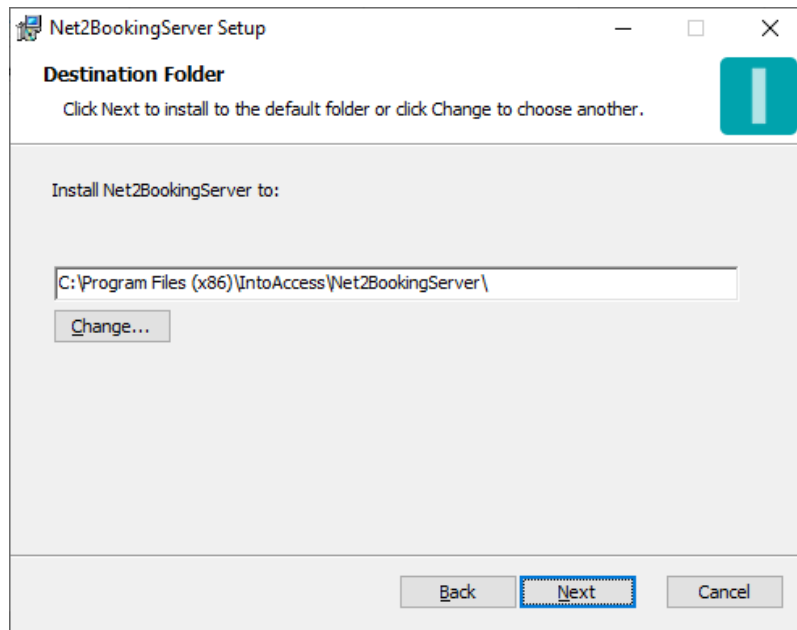 Net2BookingServer Setup
Destination Folder
Click Next to install to the default folder or click Change to choose another.
Install Net2BookingServer to:
C:\Program Files (x86)\IntoAccess\Net2BookingServer\
Change...
Back Next Cancel